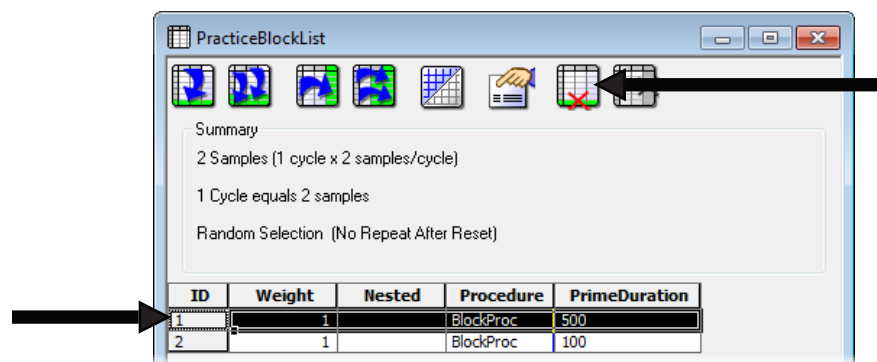 PracticeBlockList
Summary
2 Samples (1 cycle x 2 samples/cycle)
1 Cycle equals 2 samples
Random Selection (No Repeat After Reset)
ID Weight Nested Procedure PrimeDuration
1 1 BlockProc 500
2 1 BlockProc 100